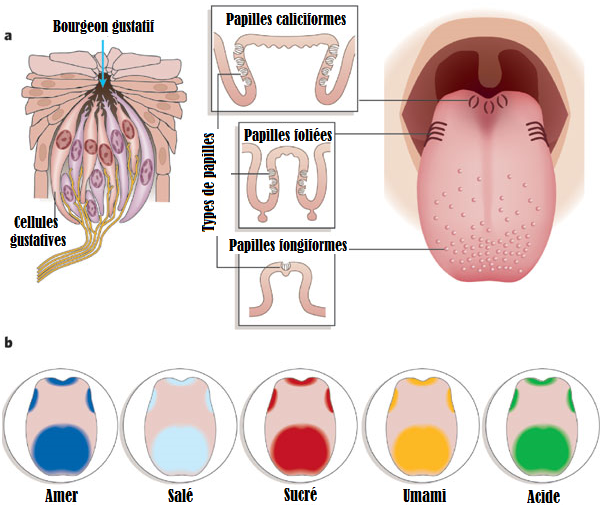 Bourgeon gustatif
a
Papilles caliciformes
Papilles foliées
Types de papilles
Cellules
gustatives
Papilles fongiformes
b
Amer
Salé
Sucré
Umami
Acide